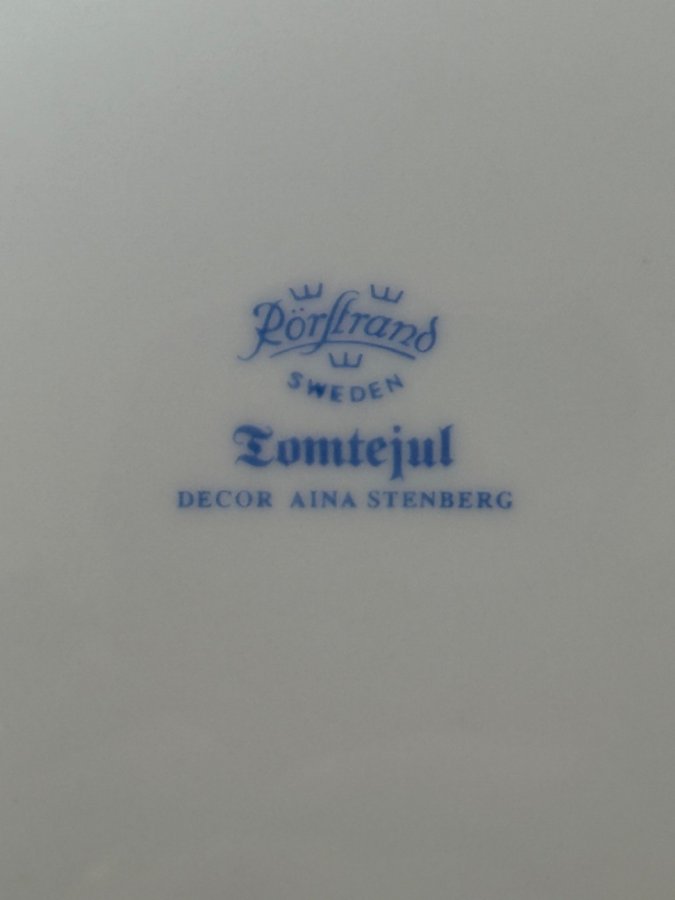 Rörstrand
SWEDEN
Tomtejul
DECOR AINA STENBERG